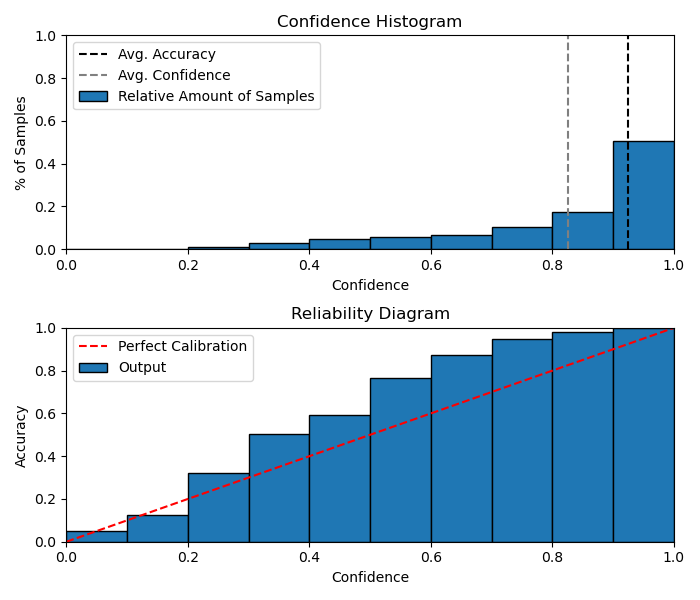 Confidence Histogram
Avg. Accuracy
Avg. Confidence
Relative Amount of Samples
% of Samples
1.0
0.8
0.6
0.4
0.2
0.0
0.0 0.2 0.4 0.6 0.8 1.0
Confidence
Reliability Diagram
Perfect Calibration
Output
Accuracy
1.0
0.8
0.6
0.4
0.2
0.0
0.0 0.2 0.4 0.6 0.8 1.0
Confidence